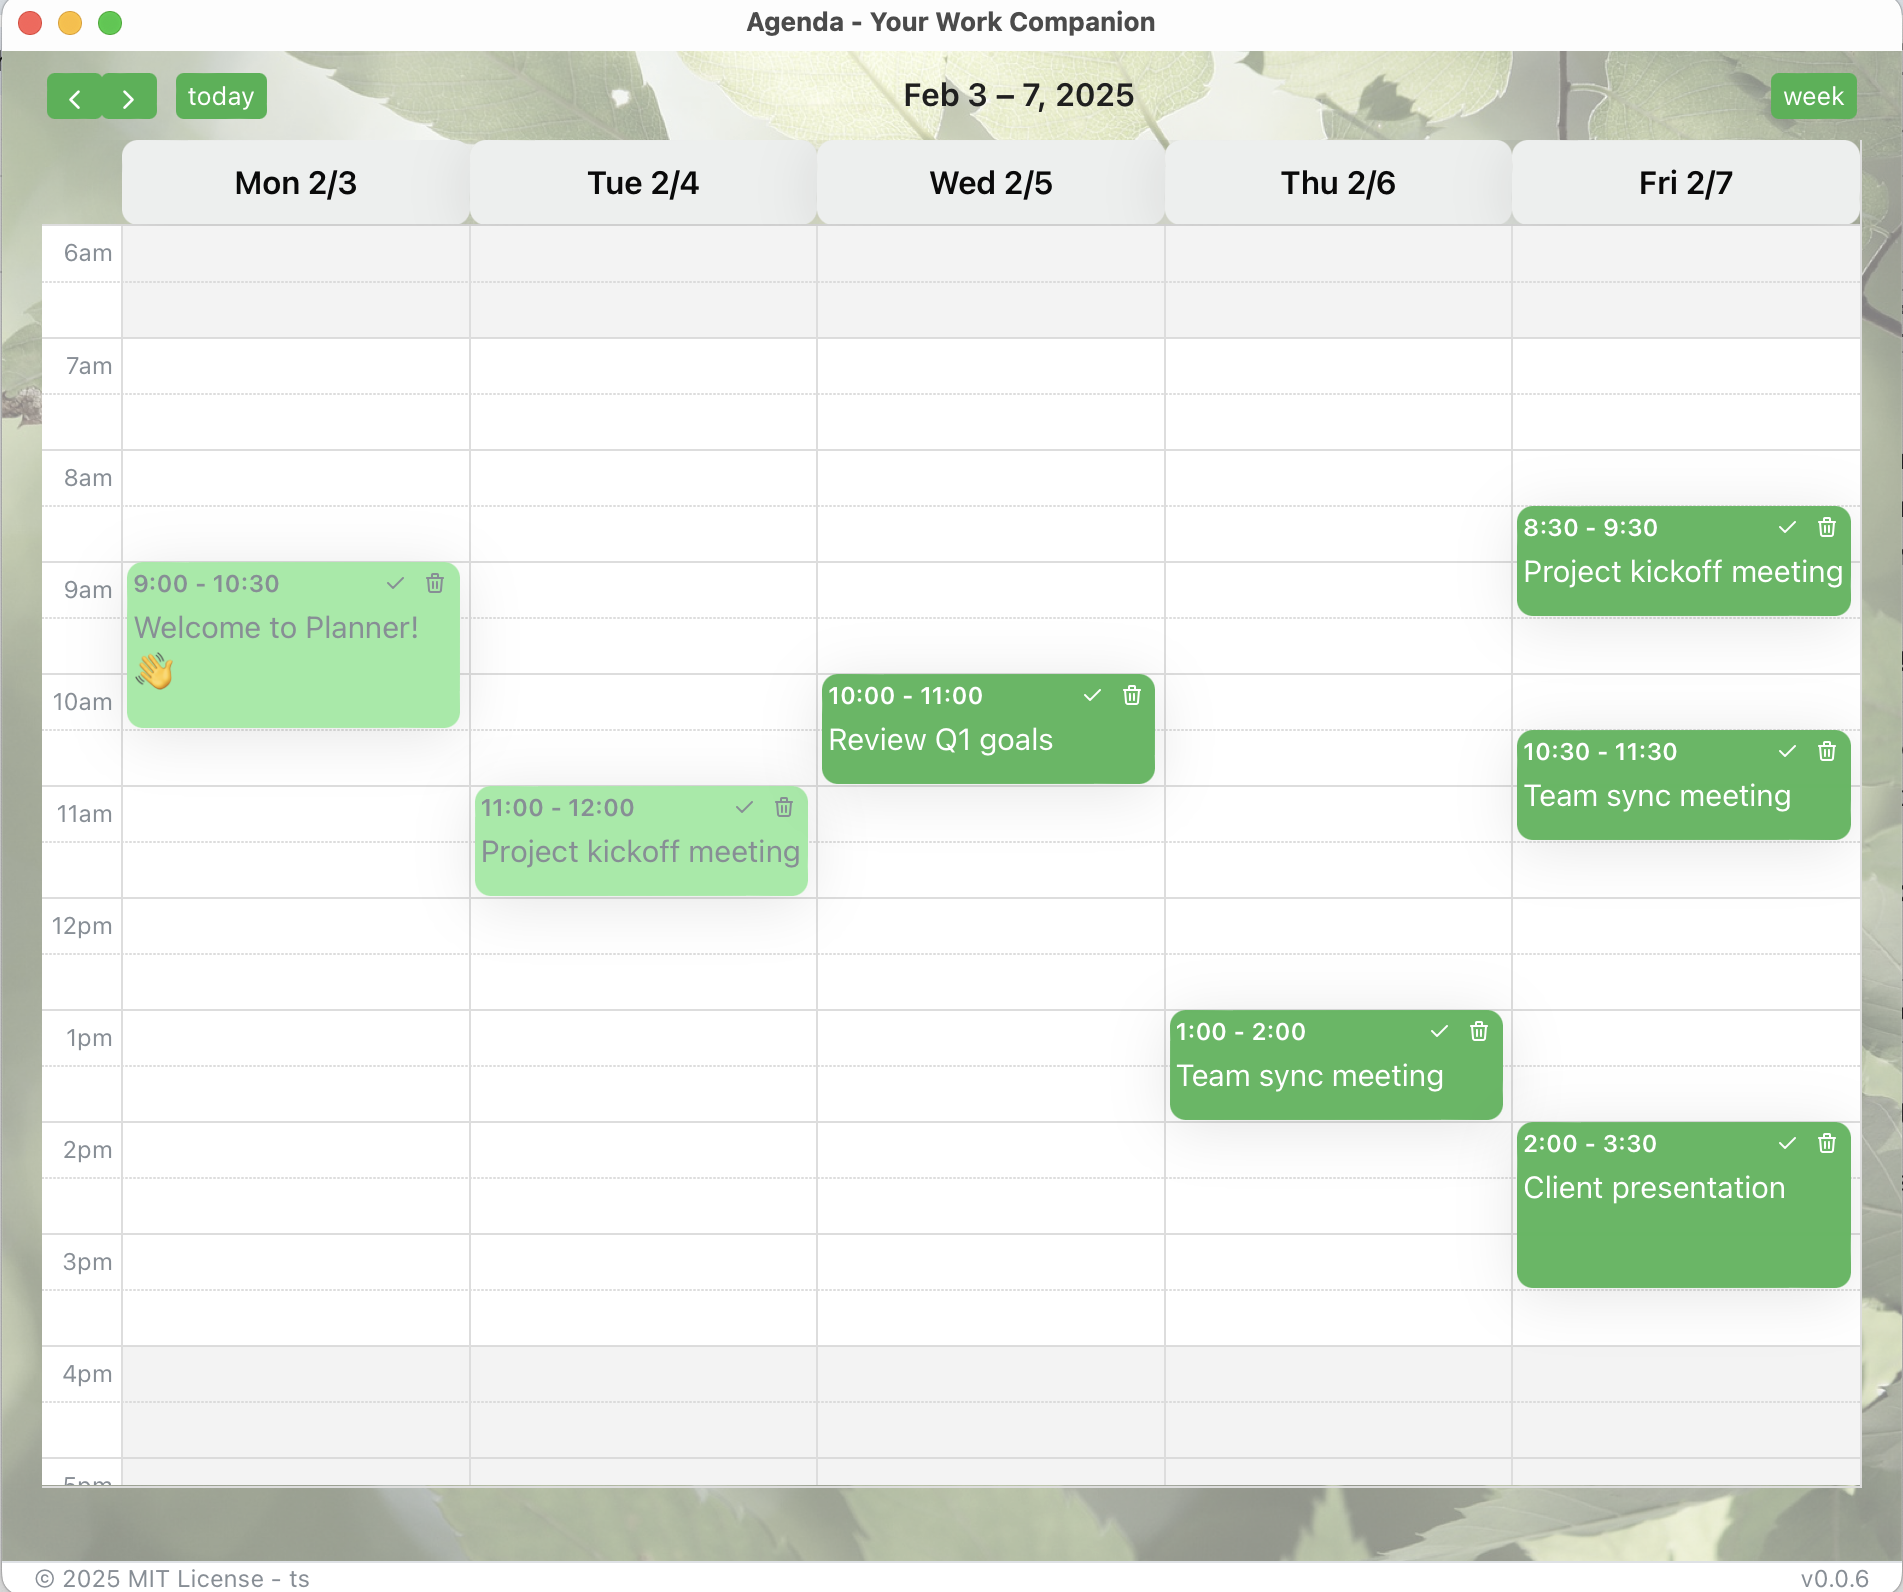 Agenda - Your Work Companion
today
Feb 3 – 7, 2025
week
Mon 2/3
Tue 2/4
Wed 2/5
Thu 2/6
Fri 2/7
6am
7am
8am
8:30 - 9:30
Project kickoff meeting
9am
9:00 - 10:30
Welcome to Planner!
👋
10am
10:00 - 11:00
Review Q1 goals
10:30 - 11:30
Team sync meeting
11am
11:00 - 12:00
Project kickoff meeting
12pm
1pm
1:00 - 2:00
Team sync meeting
2pm
2:00 - 3:30
Client presentation
3pm
4pm
5pm
© 2025 MIT License - ts
v0.0.6